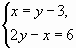 x = y − 3,
2y − x = 6